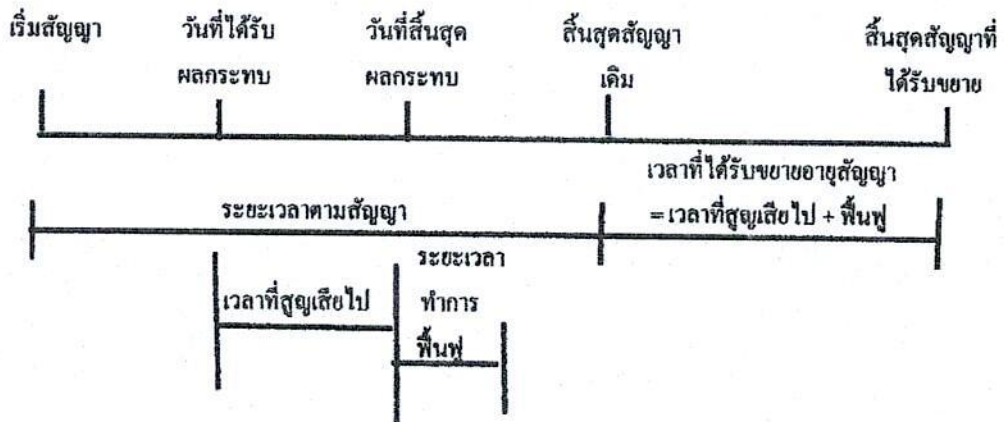 เริ่มสัญญา วันที่ได้รับ วันที่สิ้นสุด สิ้นสุดสัญญา สิ้นสุดสัญญาที่
ผลกระทบ ผลกระทบ เดิม ได้รับขยาย
เวลาที่ได้รับขยายอายุสัญญา
ระยะเวลาตามสัญญา = เวลาที่สูญเสียไป + ฟื้นฟู
ระยะเวลา
เวลาที่สูญเสียไป ทำการ
ฟื้นฟู